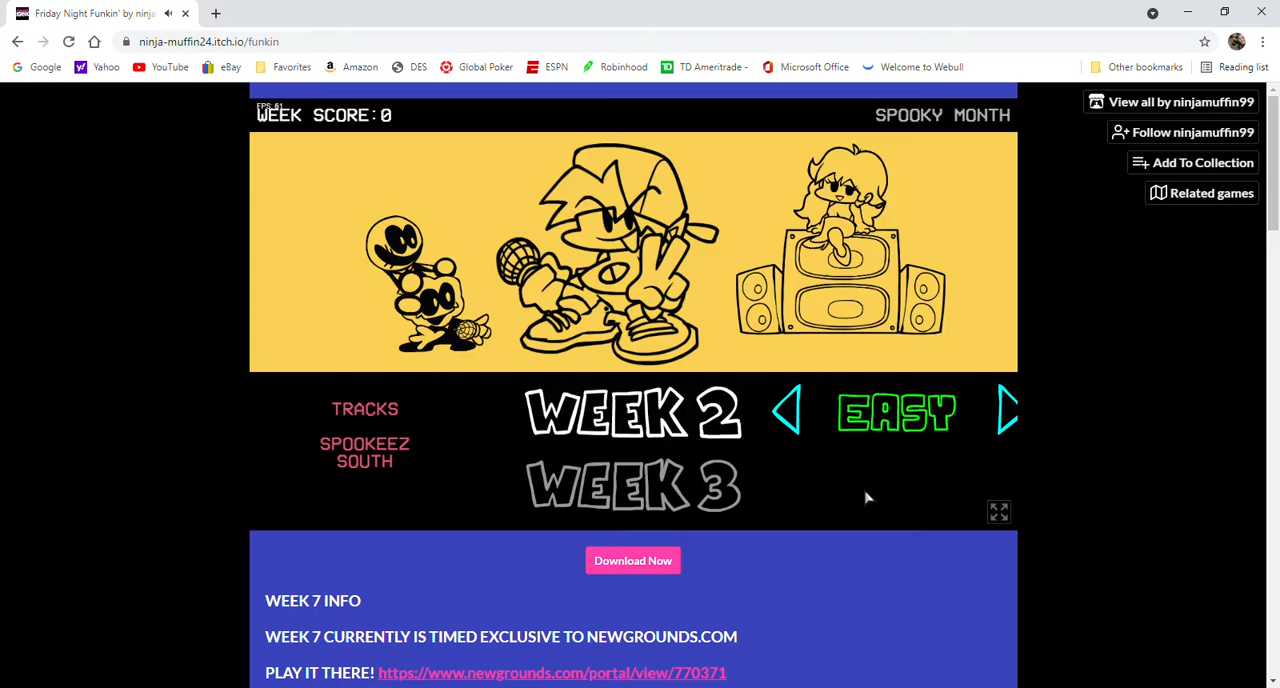 Friday Night Funkin' by ninja
ninja-muffin24.itch.io/funkin
Google Yahoo YouTube eBay Favorites Amazon DES Global Poker ESPN Robinhood TD Ameritrade - Microsoft Office Welcome to Webull Other bookmarks Reading list
FPS: 61
WEEK SCORE:0 SPOOKY MONTH
View all by ninjamuffin99
Follow ninjamuffin99
Add To Collection
Related games
TRACKS
SPOOKEEZ
SOUTH
WEEK 2 EASY
WEEK 3
Download Now
WEEK 7 INFO
WEEK 7 CURRENTLY IS TIMED EXCLUSIVE TO NEWGROUNDS.COM
PLAY IT THERE! https://www.newgrounds.com/portal/view/770371